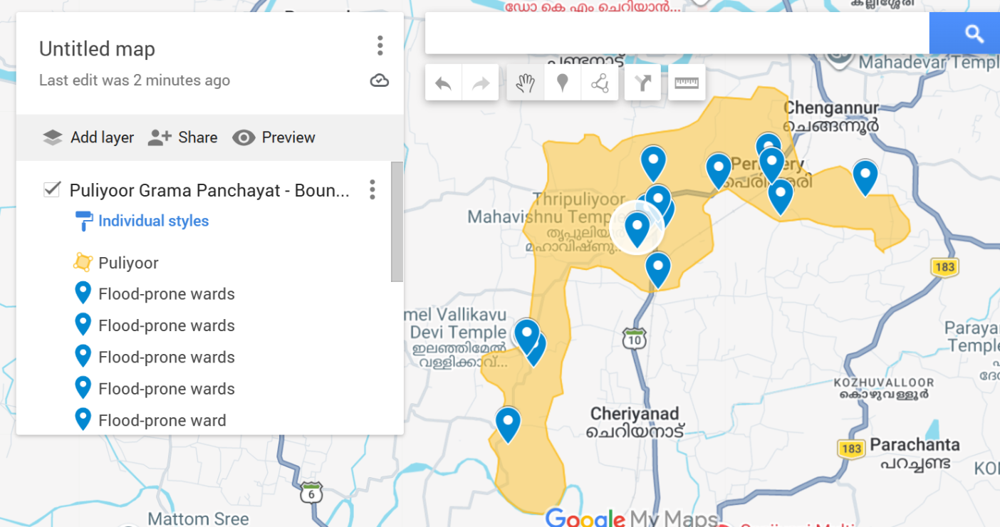 ഡോ കെ എം ചെറിയാൻ...
Untitled map
Last edit was 2 minutes ago
പാണ്ടനാട്
Mahadevar Templ
Add layer
Share
Preview
Chengannur
ചെങ്ങന്നൂർ
Puliyoor Grama Panchayat - Boun...
Individual styles
Thripuliyoor
Mahavishnu Temple
മഹാവിഷ്ണു...
Puliyoor
183
Flood-prone wards
Flood-prone wards
Flood-prone wards
Flood-prone wards
Flood-prone ward
mel Vallikavu
Devi Temple
ഇലഞ്ഞിമേൽ
വള്ളിക്കാവ്...
10
Paraya
Temple
KOZHUVALLOOR
കൊഴുവല്ലൂർ
Cheriyanad
ചെറിയനാട്
183
Parachanta
പറച്ചണ്ട
6
Mattom Sree
Google My Maps